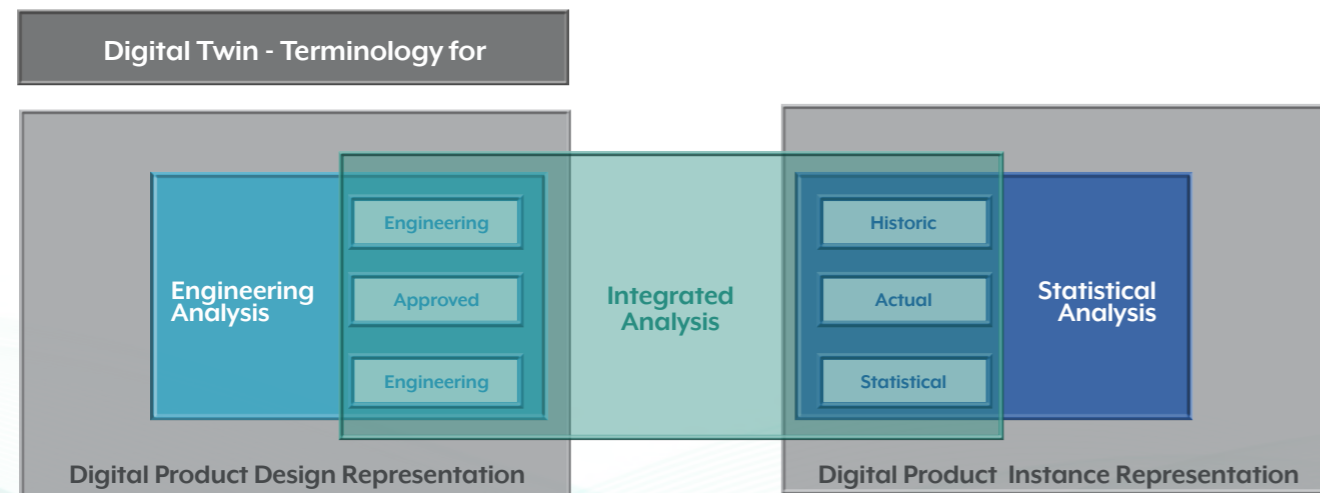 Digital Twin - Terminology for
Engineering
Analysis
Engineering
Approved
Engineering
Integrated
Analysis
Historic
Actual
Statistical
Statistical
Analysis
Digital Product Design Representation
Digital Product Instance Representation